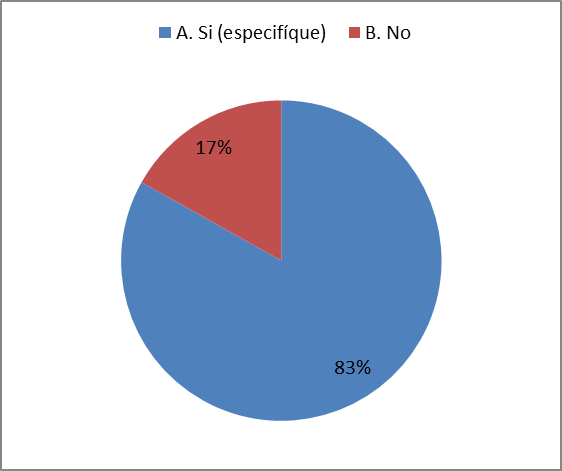 A. Si (especifíque) B. No
17%
83%